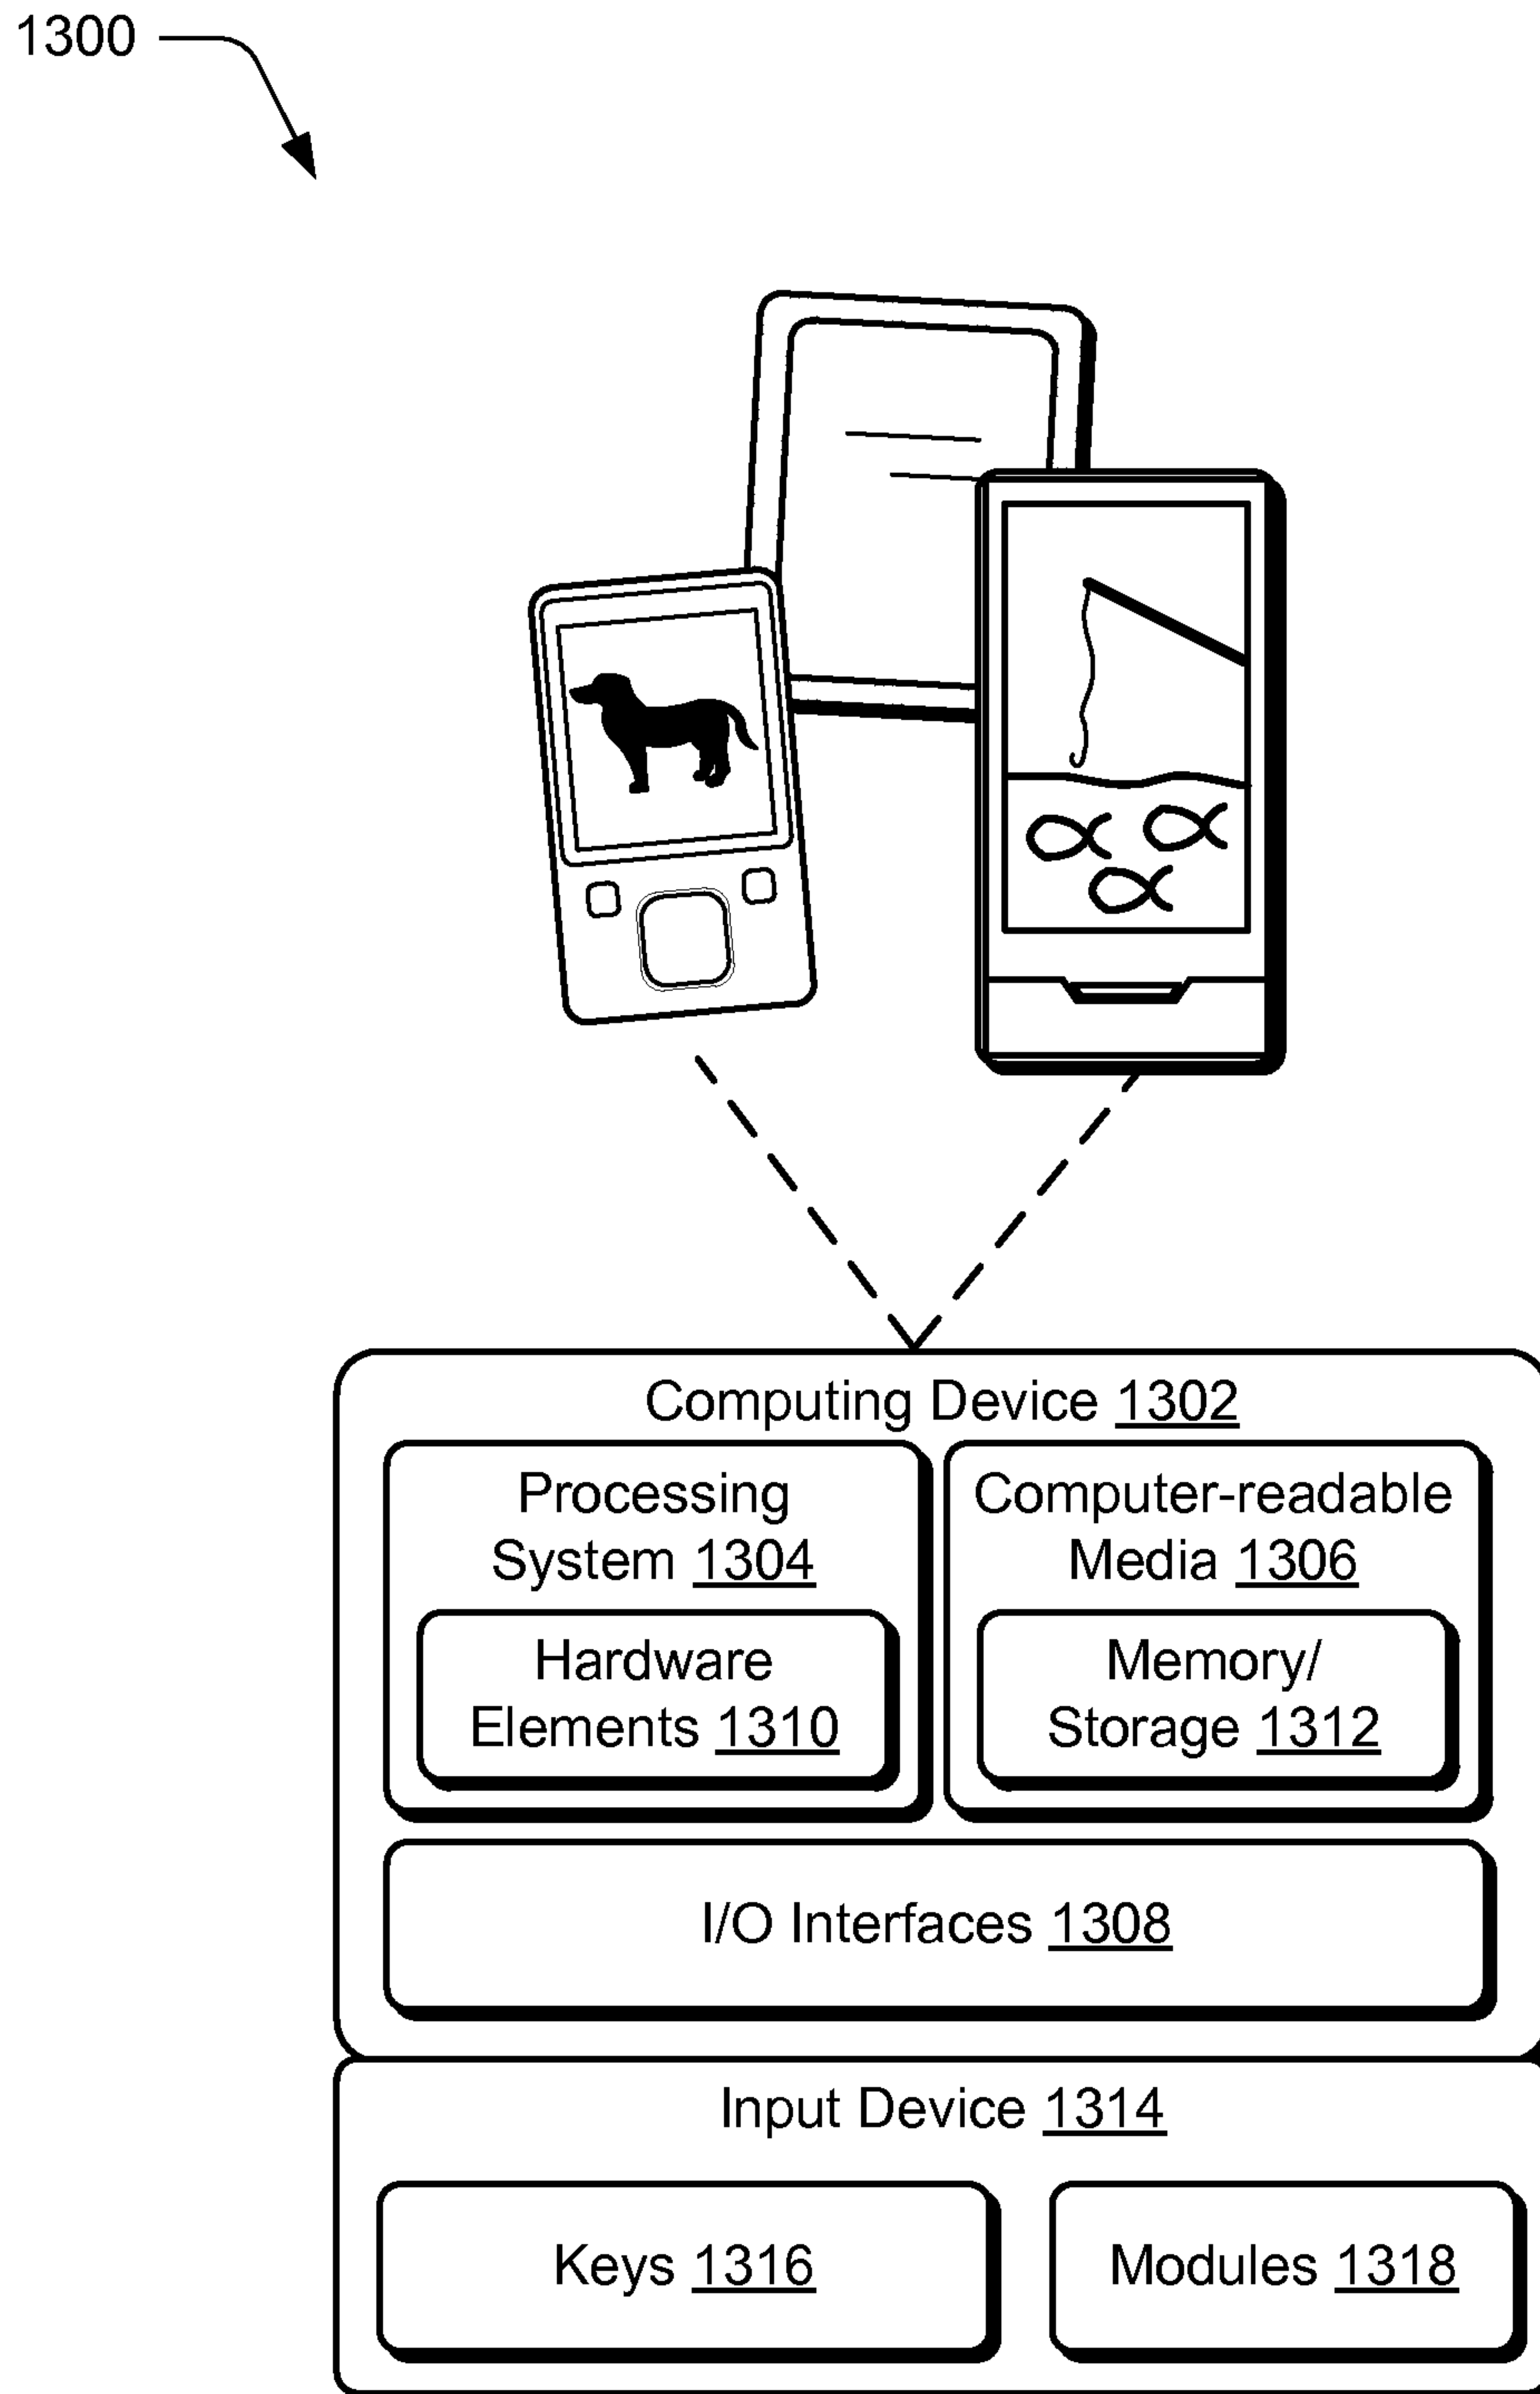 1300
Computing Device 1302
Processing
System 1304
Computer-readable
Media 1306
Hardware
Elements 1310
Memory/
Storage 1312
I/O Interfaces 1308
Input Device 1314
Keys 1316
Modules 1318